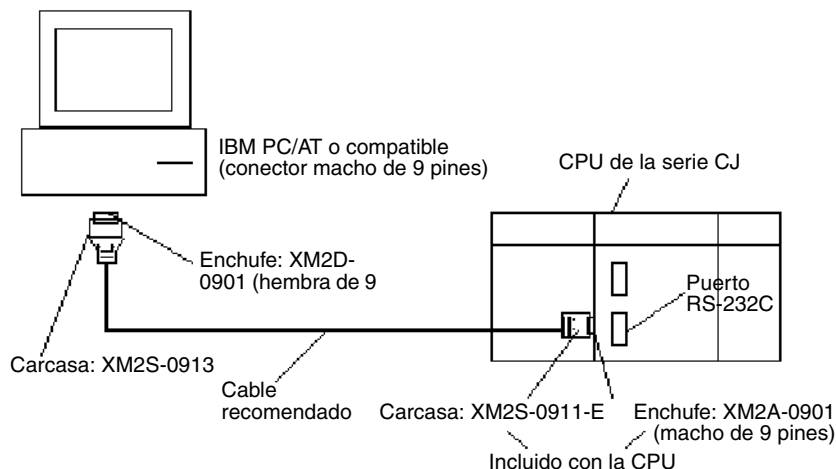 IBM PC/AT o compatible
(conector macho de 9 pines)
CPU de la serie CJ
Enchufe: XM2D-
0901 (hembra de 9
Puerto
RS-232C
Carcasa: XM2S-0913
Cable
recomendado
Carcasa: XM2S-0911-E
Enchufe: XM2A-0901
(macho de 9 pines)
Incluido con la CPU